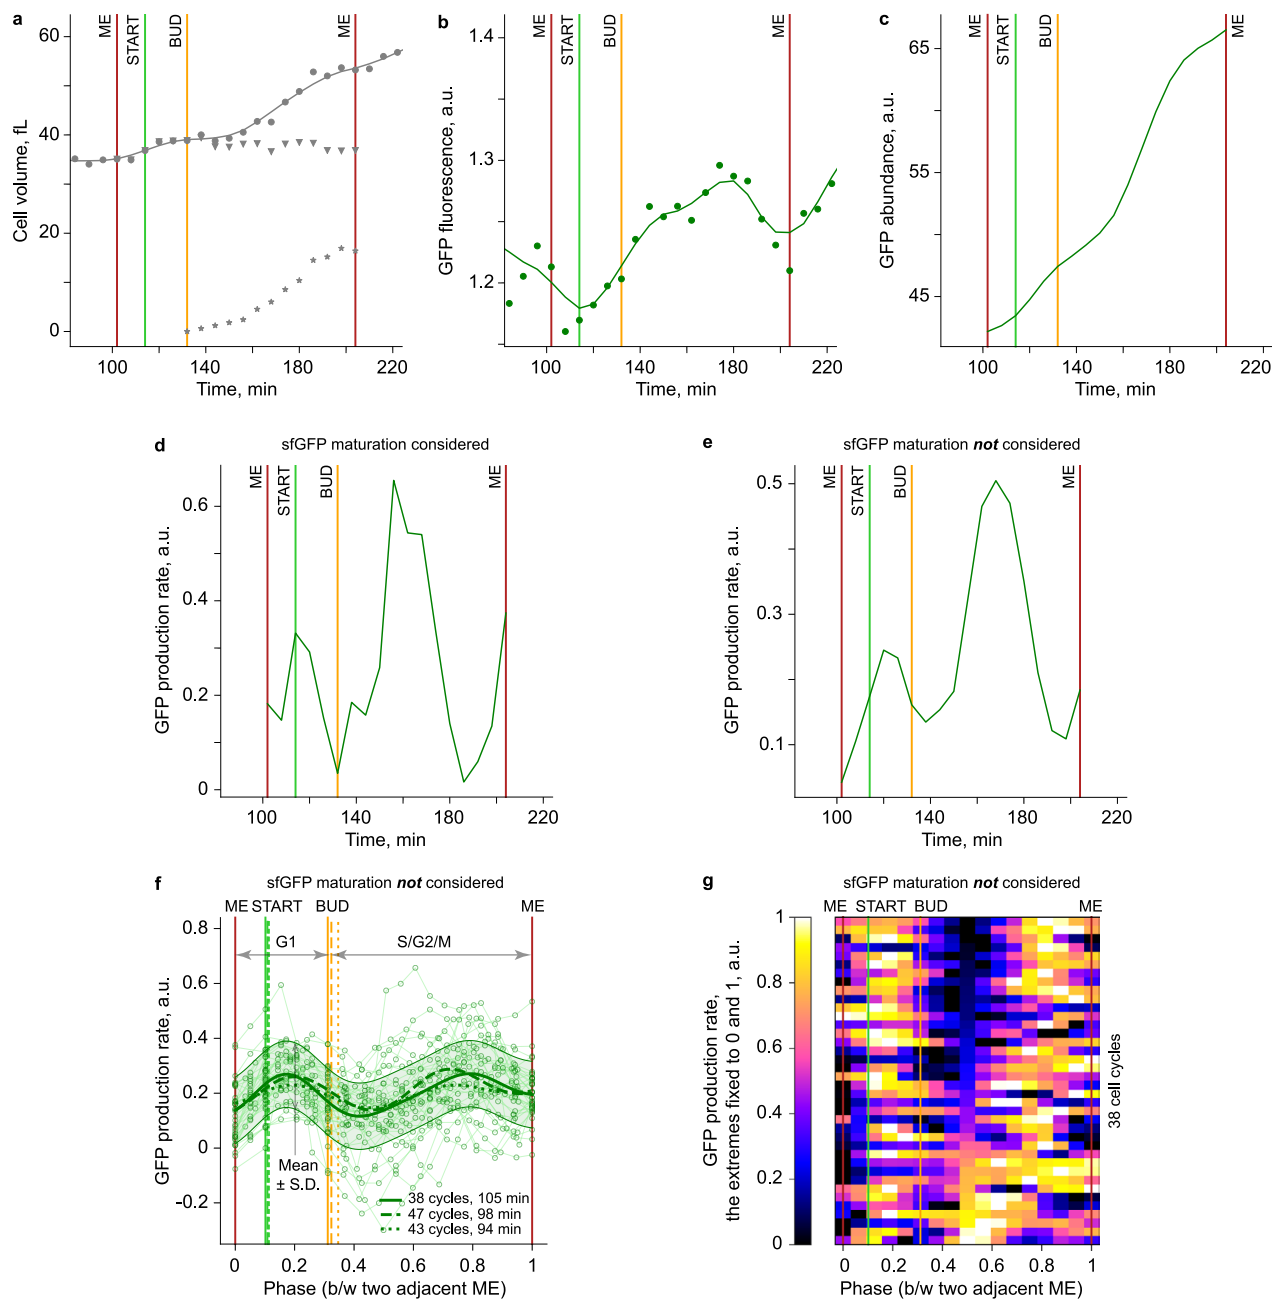 a
ME
START
BUD
ME
60
40
20
0
Cell volume, fL
100
140
180
220
Time, min
b
ME
START
BUD
ME
1.4
1.3
1.2
GFP fluorescence, a.u.
100
140
180
220
Time, min
c
ME
START
BUD
ME
65
55
45
GFP abundance, a.u.
100
140
180
220
Time, min
d
sfGFP maturation considered
ME
START
BUD
ME
0.6
0.4
0.2
0
GFP production rate, a.u.
100
140
180
220
Time, min
e
sfGFP maturation not considered
ME
START
BUD
ME
0.5
0.3
0.1
GFP production rate, a.u.
100
140
180
220
Time, min
f
sfGFP maturation not considered
ME START BUD ME
G1
S/G2/M
0.8
0.6
0.4
0.2
0
-0.2
GFP production rate, a.u.
Mean
± S.D.
38 cycles, 105 min
47 cycles, 98 min
43 cycles, 94 min
0
0.2
0.4
0.6
0.8
1
Phase (b/w two adjacent ME)
g
sfGFP maturation not considered
ME START BUD ME
1
0.8
0.6
0.4
0.2
0
GFP production rate,
the extremes fixed to 0 and 1, a.u.
38 cell cycles
0
0.2
0.4
0.6
0.8
1
Phase (b/w two adjacent ME)